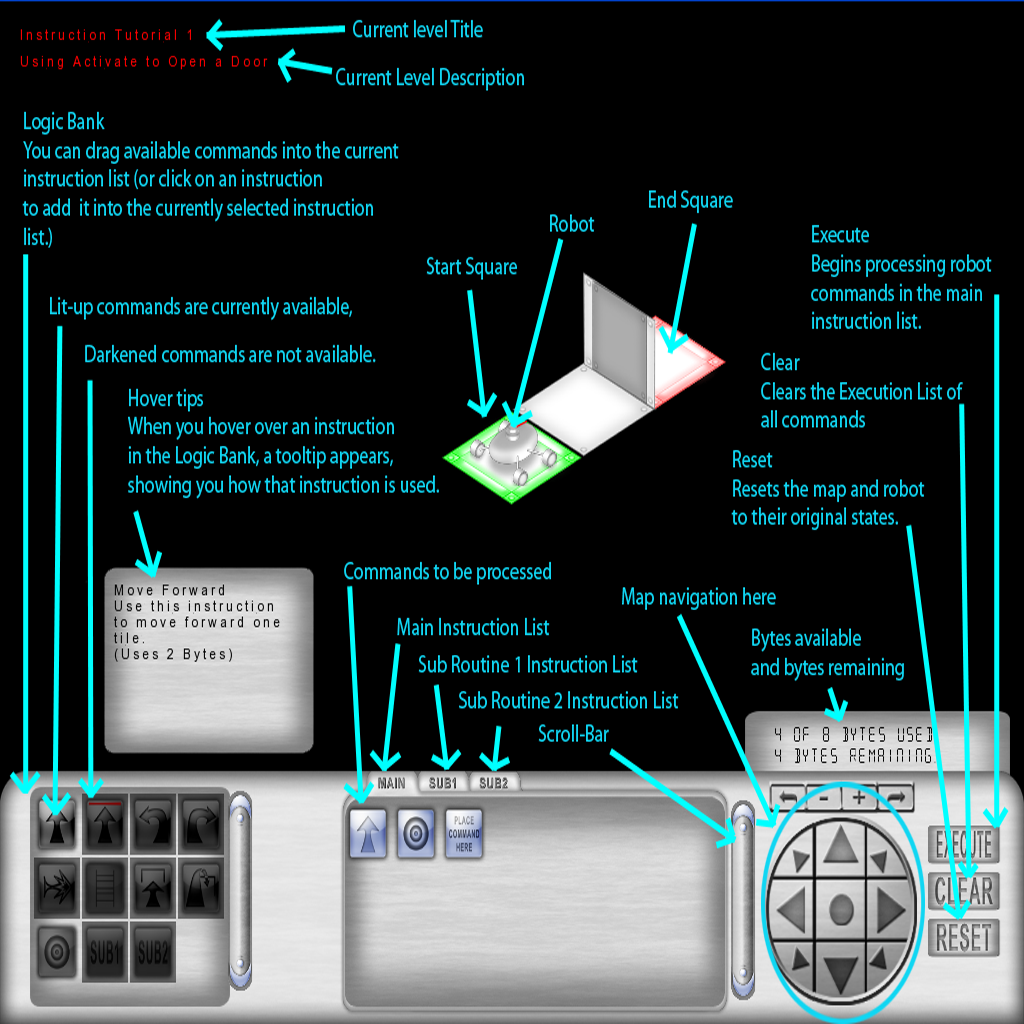 Instruction Tutorial 1
Current level Title
Using Activate to Open a Door
Current Level Description
Logic Bank
You can drag available commands into the current
instruction list (or click on an instruction
to add it into the currently selected instruction
list.)
End Square
Robot
Start Square
Execute
Begins processing robot
commands in the main
instruction list.
Lit-up commands are currently available,
Darkened commands are not available.
Clear
Clears the Execution List of
all commands
Hover tips
When you hover over an instruction
in the Logic Bank, a tooltip appears,
showing you how that instruction is used.
Reset
Resets the map and robot
to their original states.
Move Forward
Use this instruction
to move forward one
tile.
(Uses 2 Bytes)
Commands to be processed
Map navigation here
Main Instruction List
Bytes available
and bytes remaining
Sub Routine 1 Instruction List
Sub Routine 2 Instruction List
Scroll-Bar
4 OF 8 BYTES USED
4 BYTES REMAINING.
MAIN
SUB1
SUB2
PLACE
COMMAND
HERE
EXECUTE
CLEAR
RESET
SUB1
SUB2